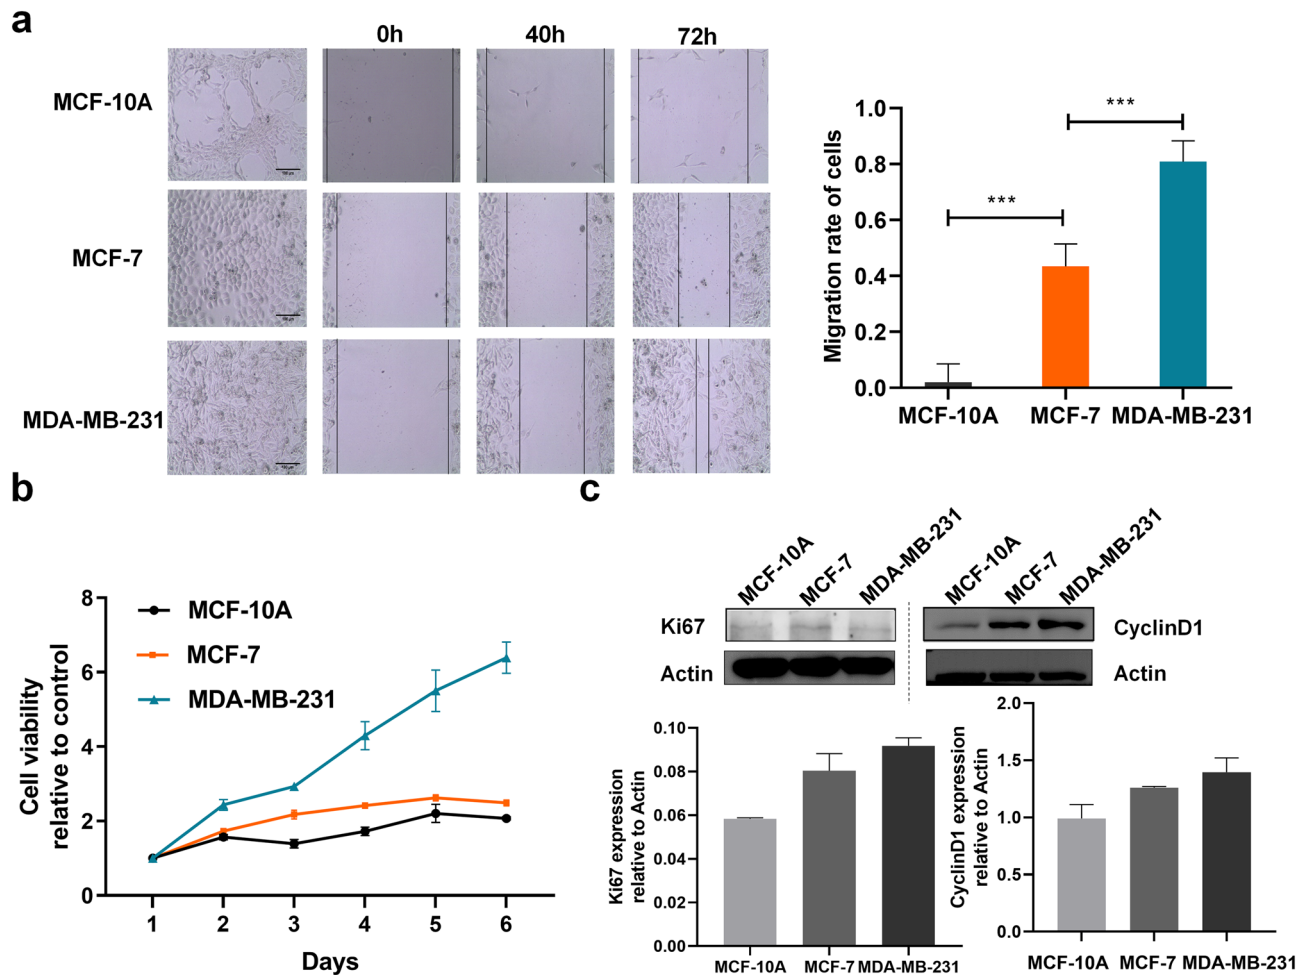 a
0h
40h
72h
MCF-10A
MCF-7
MDA-MB-231
Migration rate of cells
1.0
0.8
0.6
0.4
0.2
0.0
***
***
MCF-10A
MCF-7
MDA-MB-231
b
Cell viability
relative to control
8
6
4
2
0
MCF-10A
MCF-7
MDA-MB-231
1
2
3
4
5
6
Days
c
MCF-10A
MCF-7
MDA-MB-231
MCF-10A
MCF-7
MDA-MB-231
Ki67
Actin
CyclinD1
Actin
Ki67 expression
relative to Actin
0.10
0.08
0.06
0.04
0.02
0.00
MCF-10A
MCF-7
MDA-MB-231
CyclinD1 expression
relative to Actin
2.0
1.5
1.0
0.5
0.0
MCF-10A
MCF-7
MDA-MB-231